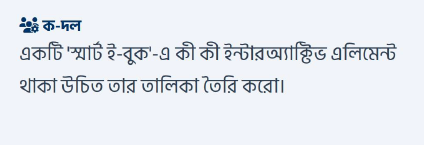 ক-দল
একটি 'স্মার্ট ই-বুক'-এ কী কী ইন্টারঅ্যাক্টিভ এলিমেন্ট
থাকা উচিত তার তালিকা তৈরি করো।